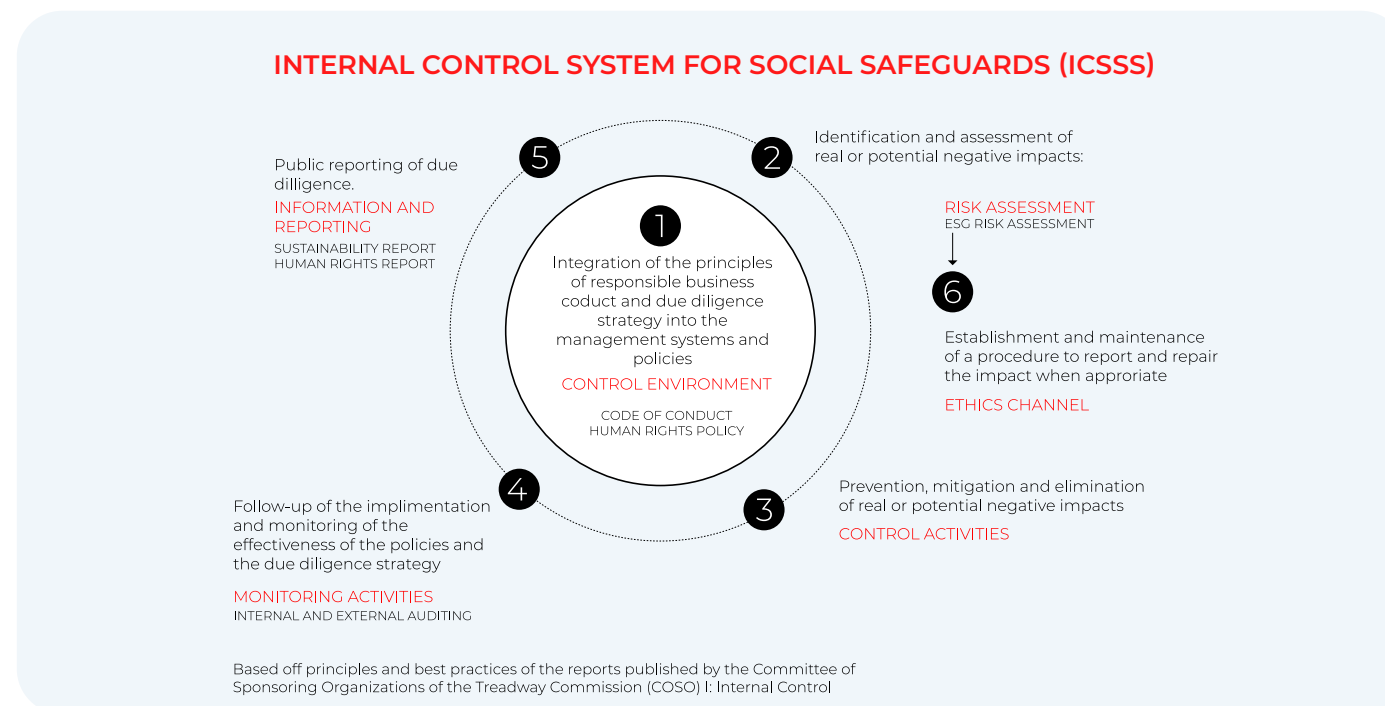 INTERNAL CONTROL SYSTEM FOR SOCIAL SAFEGUARDS (ICSSS)
1
Integration of the principles
of responsible business
coduct and due diligence
strategy into the
management systems and
policies
CONTROL ENVIRONMENT
CODE OF CONDUCT
HUMAN RIGHTS POLICY
2
Identification and assessment of
real or potential negative impacts:
RISK ASSESSMENT
ESG RISK ASSESSMENT
6
Establishment and maintenance
of a procedure to report and repair
the impact when approriate
ETHICS CHANNEL
3
Prevention, mitigation and elimination
of real or potential negative impacts
CONTROL ACTIVITIES
4
Follow-up of the implimentation
and monitoring of the
effectiveness of the policies and
the due diligence strategy
MONITORING ACTIVITIES
INTERNAL AND EXTERNAL AUDITING
5
Public reporting of due
dilligence.
INFORMATION AND
REPORTING
SUSTAINABILITY REPORT
HUMAN RIGHTS REPORT
Based off principles and best practices of the reports published by the Committee of
Sponsoring Organizations of the Treadway Commission (COSO) I: Internal Control